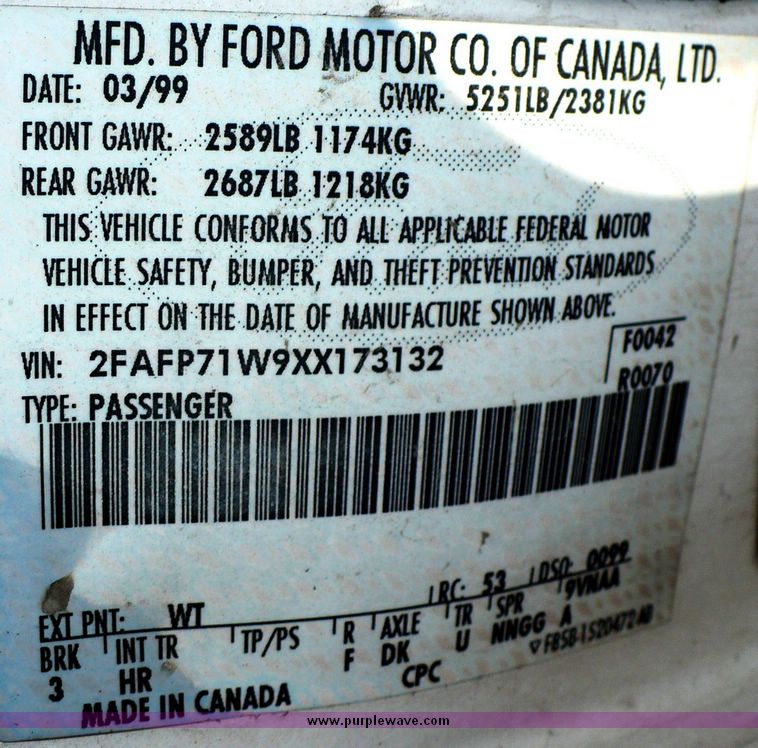 MFD. BY FORD MOTOR CO. OF CANADA, LTD.
DATE: 03/99 GVWR: 5251LB/2381KG
FRONT GAWR: 2589LB 1174KG
REAR GAWR: 2687LB 1218KG
THIS VEHICLE CONFORMS TO ALL APPLICABLE FEDERAL MOTOR
VEHICLE SAFETY, BUMPER, AND THEFT PREVENTION STANDARDS
IN EFFECT ON THE DATE OF MANUFACTURE SHOWN ABOVE.
VIN: 2FAFP71W9XX173132 F0042
R0070
TYPE: PASSENGER
EXT PNT: WT RC: 53 DSO: 0099
BRK INT TR TP/PS R AXLE TR SPR 9VNAA
3 HR F DK U NNGG A
CPC ▽ F85B-1520472-AB
MADE IN CANADA
www.purplewave.com